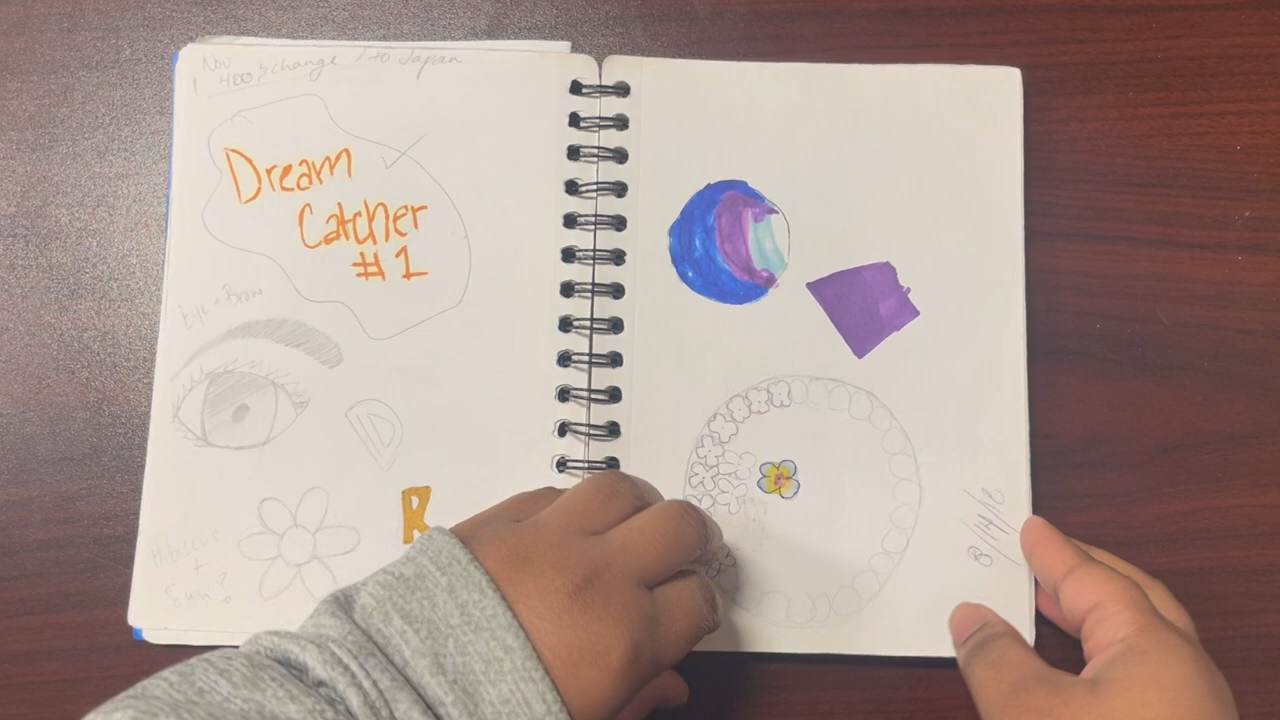 Nov
400 $ change / to Japan
Dream
Catcher
#1
Eye + Brow
D
R
Hibiscus
+
Sun?
8/14/18